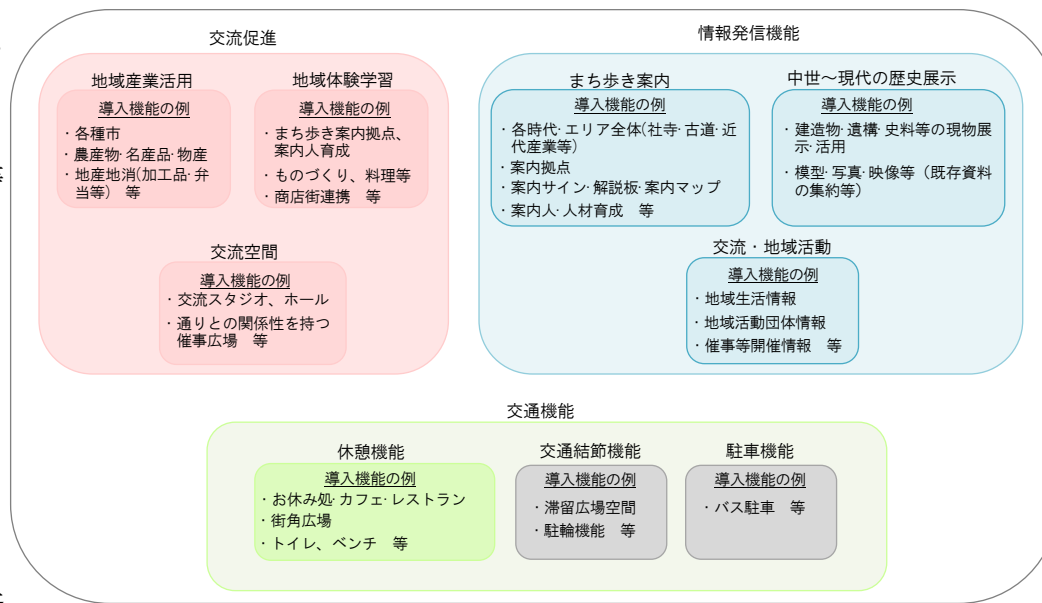 交流促進
地域産業活用
導入機能の例
・各種市
・農産物･名産品･物産
・地産地消(加工品･弁
当等)　等
地域体験学習
導入機能の例
・まち歩き案内拠点、
案内人育成
・ものづくり、料理等
・商店街連携　等
交流空間
導入機能の例
・交流スタジオ、ホール
・通りとの関係性を持つ
催事広場　等
情報発信機能
まち歩き案内
導入機能の例
・各時代･エリア全体(社寺･古道･近
代産業等)
・案内拠点
・案内サイン･解説板･案内マップ
・案内人･人材育成　等
中世～現代の歴史展示
導入機能の例
・建造物･遺構･史料等の現物展
示･活用
・模型･写真･映像等（既存資料
の集約等）
交流・地域活動
導入機能の例
・地域生活情報
・地域活動団体情報
・催事等開催情報　等
交通機能
休憩機能
導入機能の例
・お休み処･カフェ･レストラン
・街角広場
・トイレ、ベンチ　等
交通結節機能
導入機能の例
・滞留広場空間
・駐輪機能　等
駐車機能
導入機能の例
・バス駐車　等